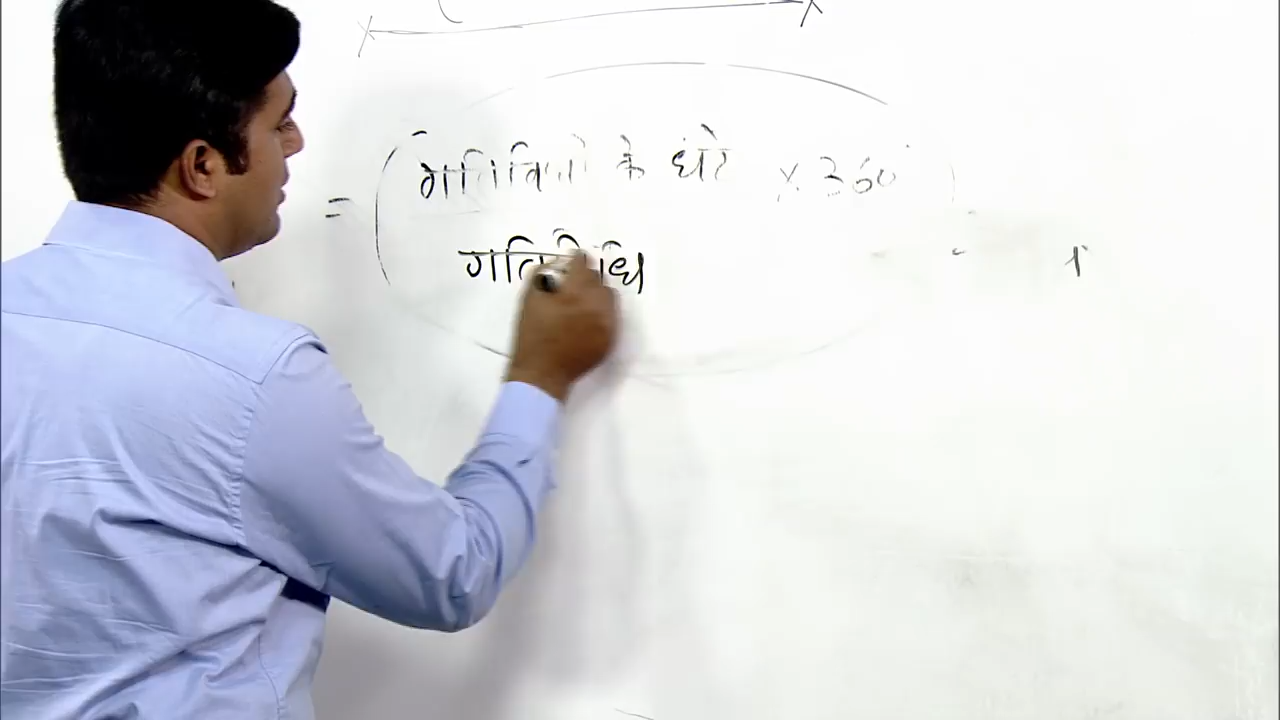 = ( गतिविधि के घंटे × 360°
गतिविधि